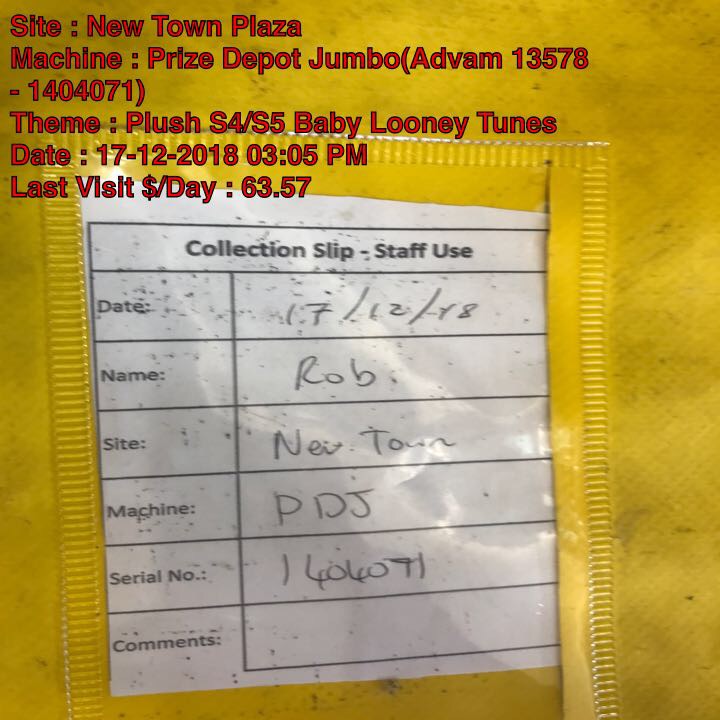 Site : New Town Plaza
Machine : Prize Depot Jumbo(Advam 13578
- 1404071)
Theme : Plush S4/S5 Baby Looney Tunes
Date : 17-12-2018 03:05 PM
Last Visit $/Day : 63.57
Collection Slip - Staff Use
Date: 17/12/18
Name: Rob
Site: New Town
Machine: PDJ
Serial No.: 1404071
Comments: